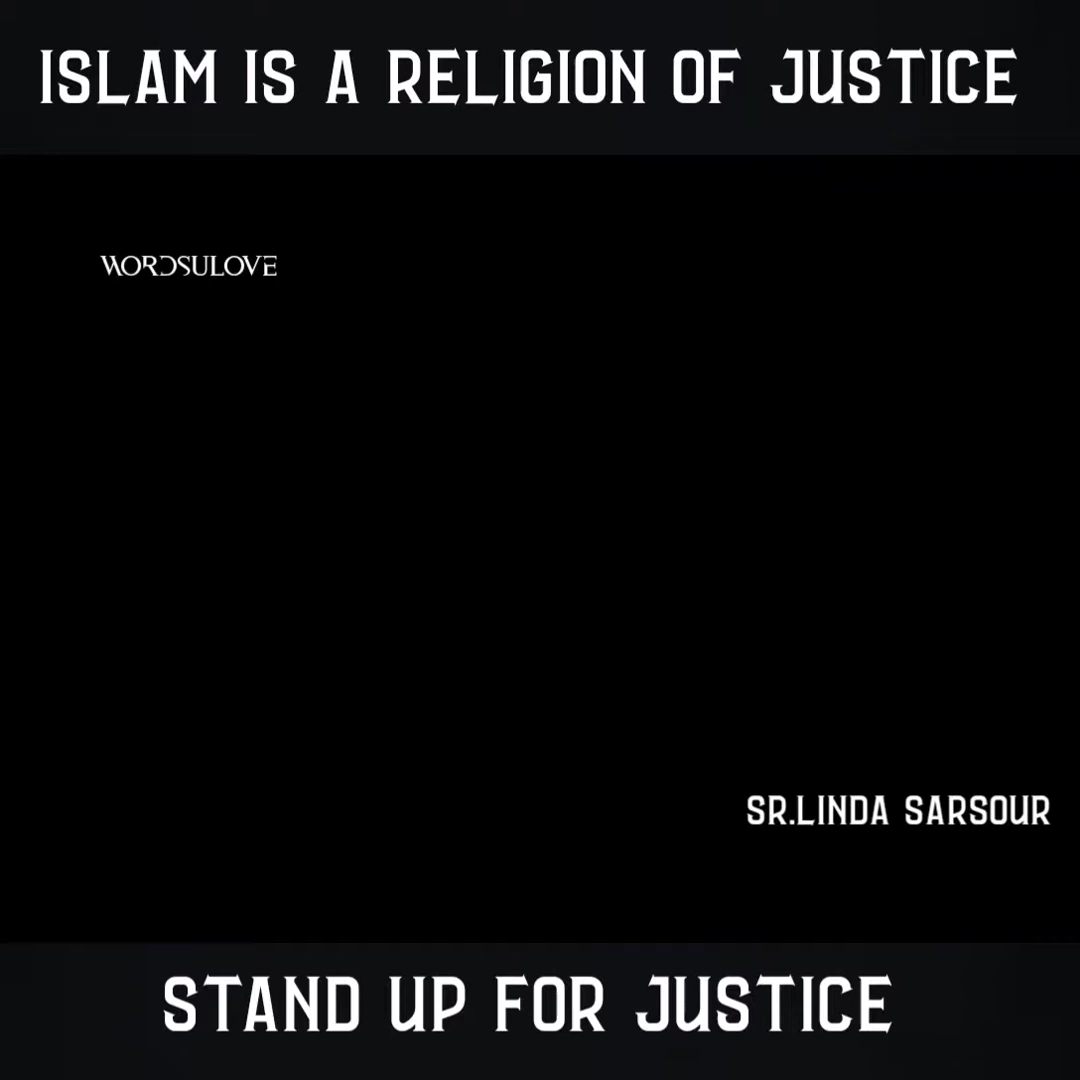 ISLAM IS A RELIGION OF JUSTICE
WORDSULOVE
SR.LINDA SARSOUR
STAND UP FOR JUSTICE